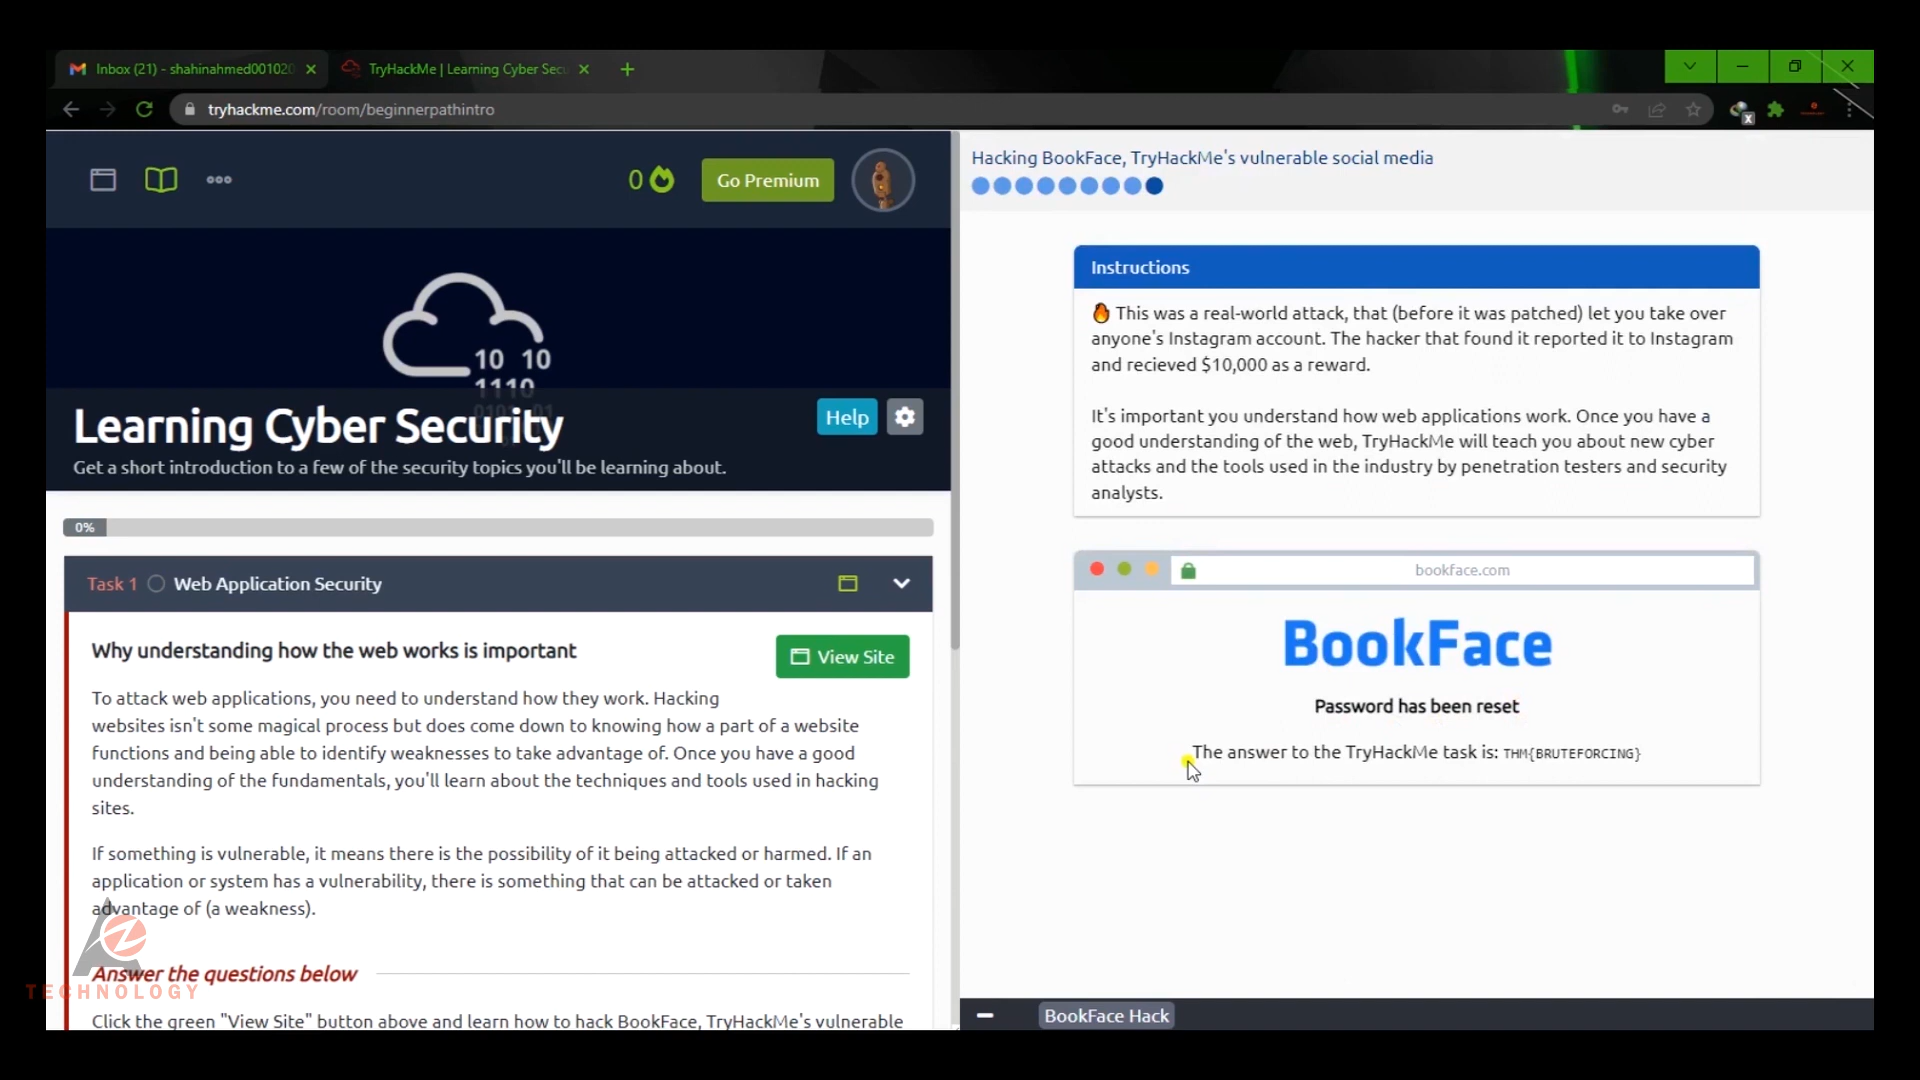 Inbox (21) - shahinahmed001020
TryHackMe | Learning Cyber Secu
tryhackme.com/room/beginnerpathintro
0
Go Premium
10 10
1110
Learning Cyber Security
Help
Get a short introduction to a few of the security topics you'll be learning about.
0%
Task 1
Web Application Security
Why understanding how the web works is important
View Site
To attack web applications, you need to understand how they work. Hacking
websites isn't some magical process but does come down to knowing how a part of a website
functions and being able to identify weaknesses to take advantage of. Once you have a good
understanding of the fundamentals, you'll learn about the techniques and tools used in hacking
sites.
If something is vulnerable, it means there is the possibility of it being attacked or harmed. If an
application or system has a vulnerability, there is something that can be attacked or taken
advantage of (a weakness).
Answer the questions below
TECHNOLOGY
Click the green "View Site" button above and learn how to hack BookFace, TryHackMe's vulnerable
Hacking BookFace, TryHackMe's vulnerable social media
Instructions
🔥 This was a real-world attack, that (before it was patched) let you take over
anyone's Instagram account. The hacker that found it reported it to Instagram
and recieved $10,000 as a reward.
It's important you understand how web applications work. Once you have a
good understanding of the web, TryHackMe will teach you about new cyber
attacks and the tools used in the industry by penetration testers and security
analysts.
bookface.com
BookFace
Password has been reset
The answer to the TryHackMe task is: THM{BRUTEFORCING}
BookFace Hack